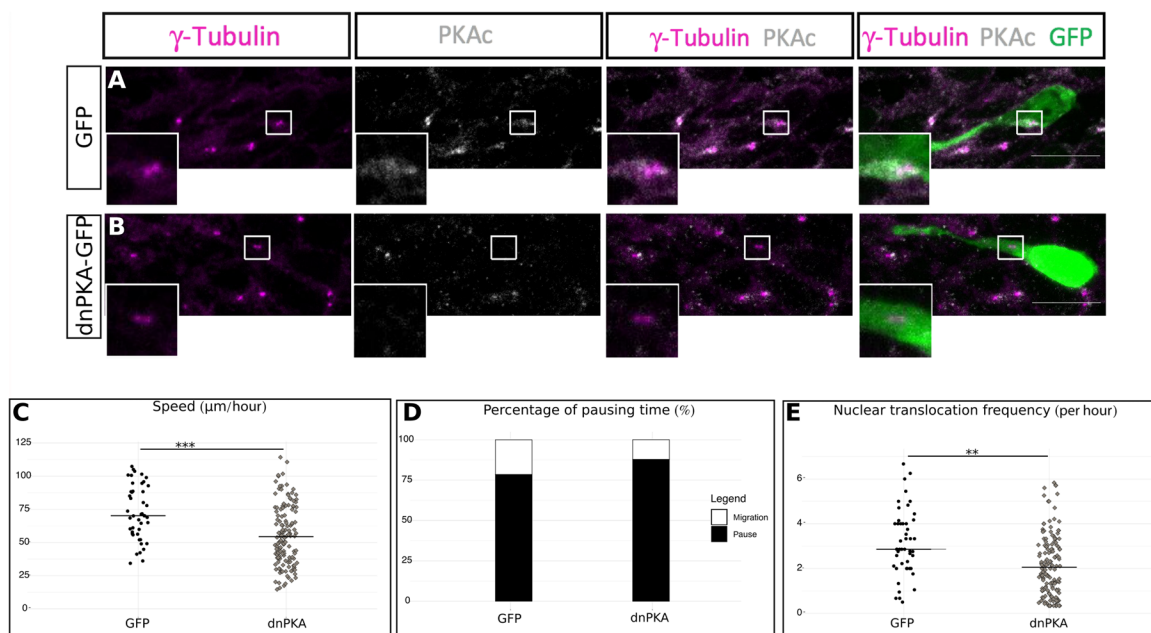 γ-Tubulin
PKAc
γ-Tubulin PKAc
γ-Tubulin PKAc GFP
GFP
A
dnPKA-GFP
B
C
Speed (µm/hour)
***
125
100
75
50
25
0
GFP
dnPKA
D
Percentage of pausing time (%)
100
75
50
25
0
GFP
dnPKA
Legend
Migration
Pause
E
Nuclear translocation frequency (per hour)
**
6
4
2
0
GFP
dnPKA